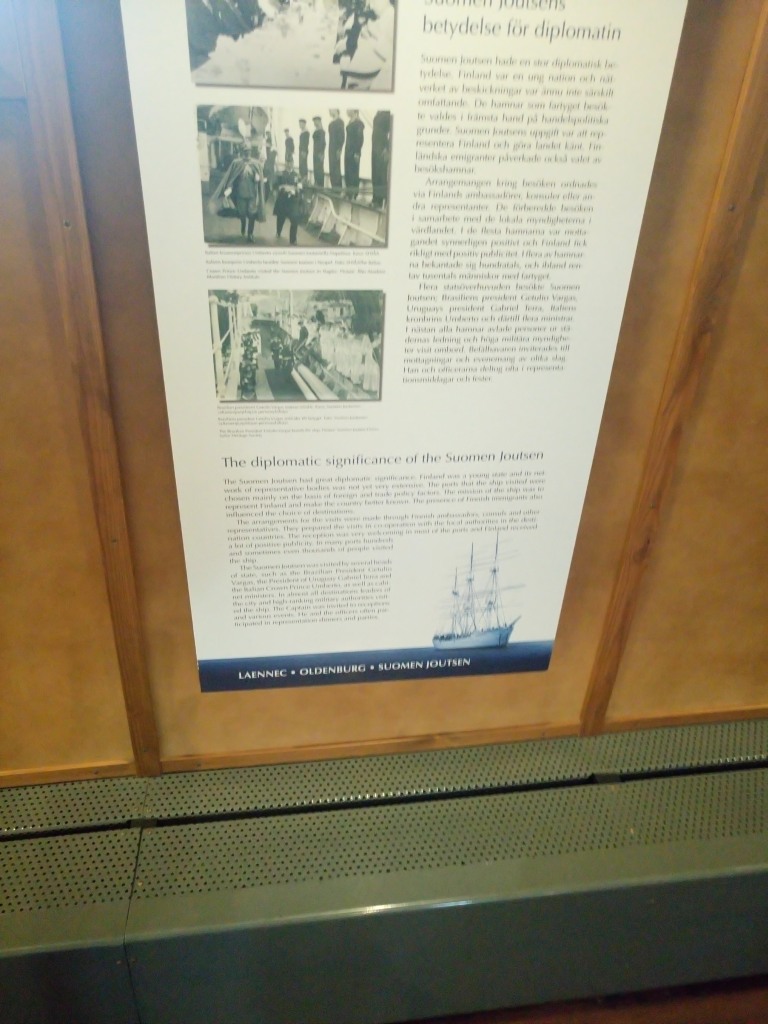 Suomen Joutsens
betydelse för diplomatin
Suomen Joutsen hade en stor diplomatisk be-
tydelse. Finland var en ung nation och nät-
verket av beskickningar var ännu inte särskilt
omfattande. De hamnar som fartyget besök-
te valdes i främsta hand på handelspolitiska
grunder. Suomen Joutsens uppgift var att rep-
resentera Finland och göra landet känt. Fin-
ländska emigranter påverkade också valet av
besökshamnar.
Arrangemangen kring besöken ordnades
via Finlands ambassadörer, konsuler eller an-
dra representanter. De förberedde besöken
i samarbete med de lokala myndigheterna i
värdlandet. I de flesta hamnarna var motta-
gandet synnerligen positivt och Finland fick
rikligt med positiv publicitet. I flera av hamnar-
na bekantade sig hundratals, och ibland ren-
tav tusentals människor med fartyget.
Flera statsöverhuvuden besökte Suomen
Joutsen; Brasiliens president Getulio Vargas,
Uruguays president Gabriel Terra, Italiens
kronprins Umberto och därtill flera ministrar.
I nästan alla hamnar avlade personer ur stä-
dernas ledning och höga militära myndighe-
ter visit ombord. Befälhavaren inviterades till
mottagningar och evenemang av olika slag.
Han och officerarna deltog ofta i representa-
tionsmiddagar och fester.
The diplomatic significance of the Suomen Joutsen
The Suomen Joutsen had great diplomatic significance. Finland was a young state and its net-
work of representative bodies was not yet very extensive. The ports that the ship visited were
chosen mainly on the basis of foreign and trade policy factors. The mission of the ship was to
represent Finland and make the country better known. The presence of Finnish emigrants also
influenced the choice of destinations.
The arrangements for the visits were made through Finnish ambassadors, consuls and other
representatives. They prepared the visits in co-operation with the local authorities in the desti-
nation countries. The reception was very welcoming in most of the ports and Finland received
a lot of positive publicity. In many ports hundreds
and sometimes even thousands of people visited
the ship.
The Suomen Joutsen was visited by several heads
of state, such as the Brazilian President Getulio
Vargas, the President of Uruguay Gabriel Terra and
the Italian Crown Prince Umberto, as well as cabi-
net ministers. In almost all destinations leaders of
the city and high-ranking military authorities visit-
ed the ship. The Captain was invited to receptions
and various events. He and the officers often par-
ticipated in representation dinners and parties.
LAENNEC • OLDENBURG • SUOMEN JOUTSEN